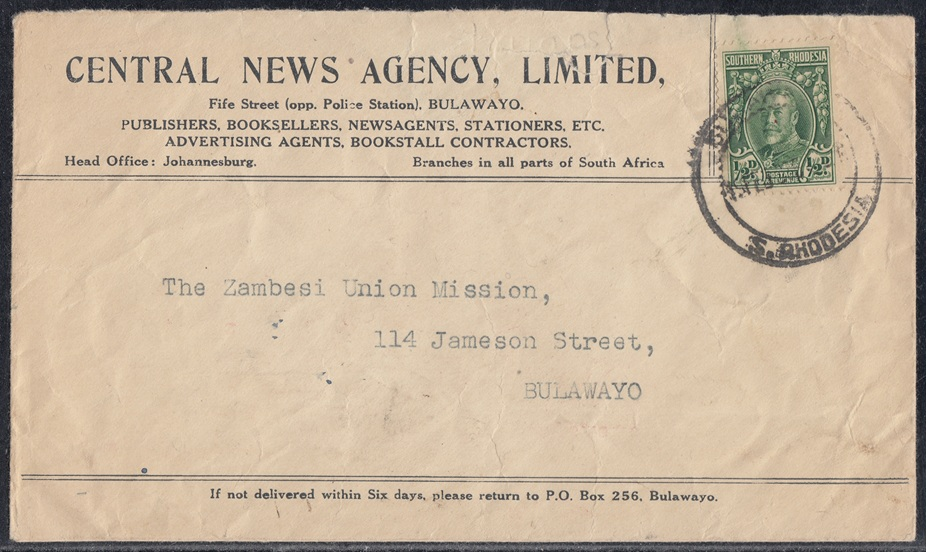 CENTRAL NEWS AGENCY, LIMITED,
Fife Street (opp. Police Station), BULAWAYO.
PUBLISHERS, BOOKSELLERS, NEWSAGENTS, STATIONERS, ETC.
ADVERTISING AGENTS, BOOKSTALL CONTRACTORS.
Head Office: Johannesburg. Branches in all parts of South Africa
SOUTHERN RHODESIA
½D POSTAGE & REVENUE ½D.
S. RHODESIA
The Zambesi Union Mission,
114 Jameson Street,
BULAWAYO
If not delivered within Six days, please return to P.O. Box 256, Bulawayo.